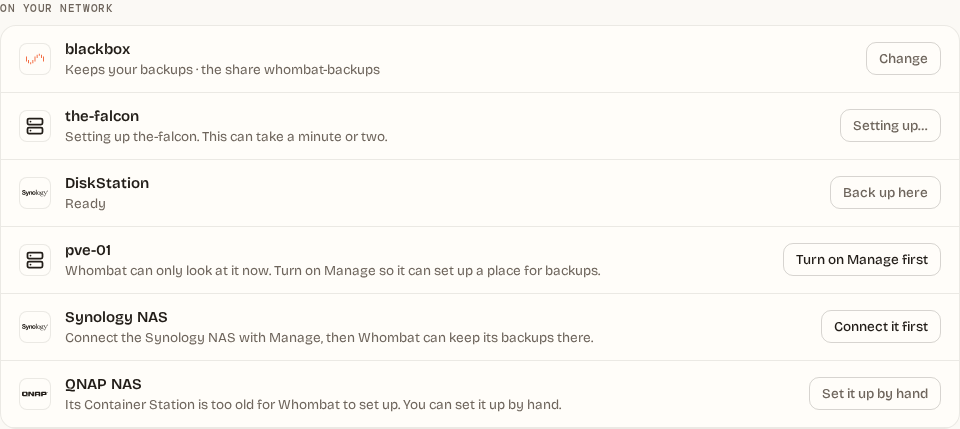 ON YOUR NETWORK
blackbox
Keeps your backups · the share whombat-backups
Change
the-falcon
Setting up the-falcon. This can take a minute or two.
Setting up…
Synology
DiskStation
Ready
Back up here
pve-01
Whombat can only look at it now. Turn on Manage so it can set up a place for backups.
Turn on Manage first
Synology
Synology NAS
Connect the Synology NAS with Manage, then Whombat can keep its backups there.
Connect it first
QNAP
QNAP NAS
Its Container Station is too old for Whombat to set up. You can set it up by hand.
Set it up by hand